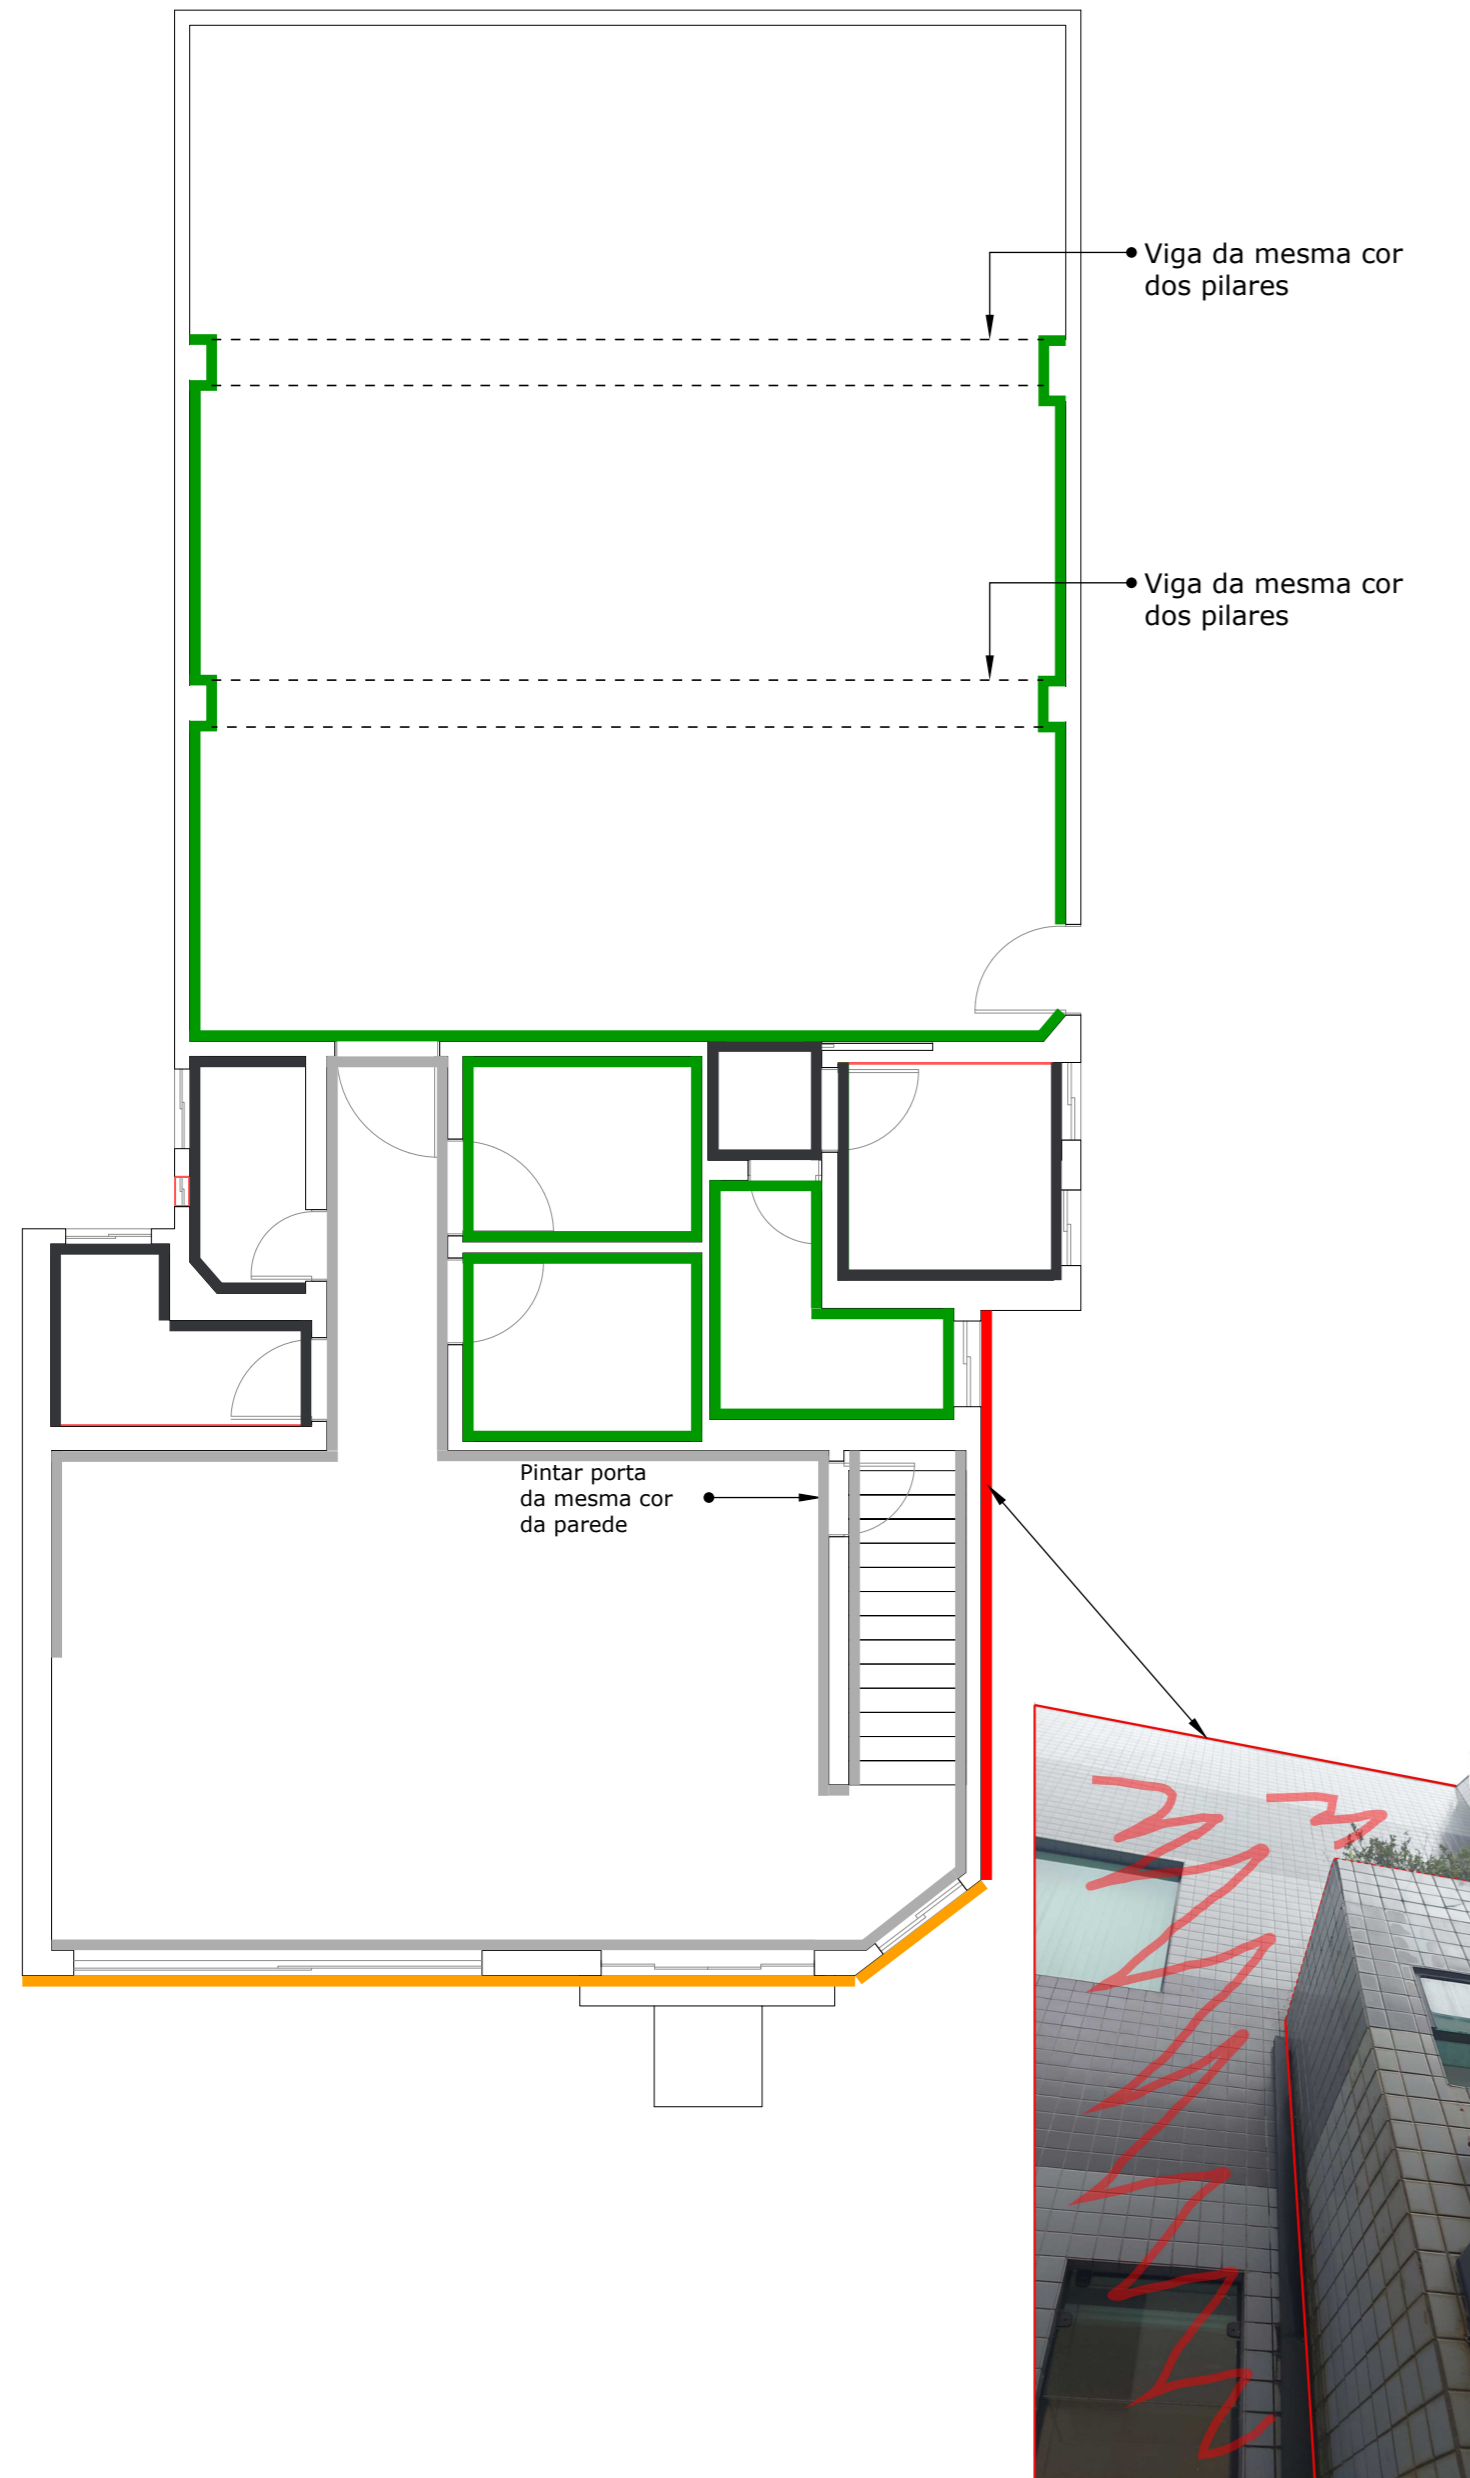 Viga da mesma cor
dos pilares
Viga da mesma cor
dos pilares
Pintar porta
da mesma cor
da parede